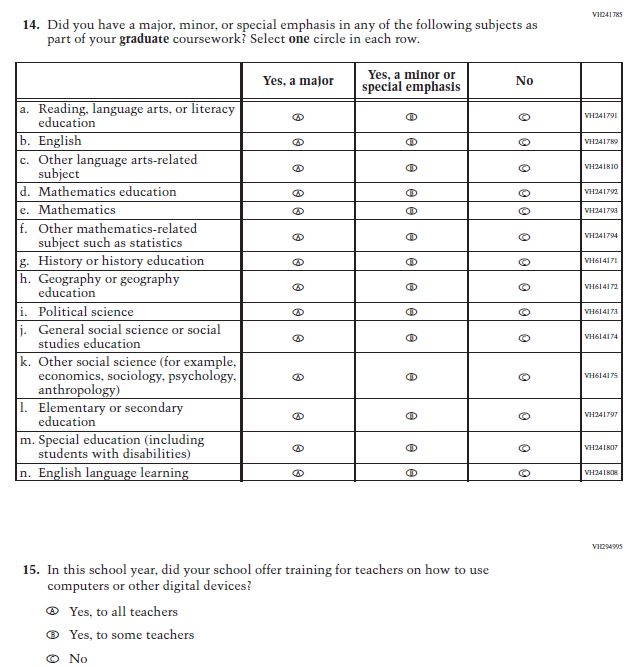 VH241785
14. Did you have a major, minor, or special emphasis in any of the following subjects as
part of your graduate coursework? Select one circle in each row.
Yes, a major
Yes, a minor or
special emphasis
No
a. Reading, language arts, or literacy
education
A B C VH241791
b. English A B C VH241789
c. Other language arts-related
subject
A B C VH241810
d. Mathematics education A B C VH241792
e. Mathematics A B C VH241793
f. Other mathematics-related
subject such as statistics
A B C VH241794
g. History or history education A B C VH614171
h. Geography or geography
education
A B C VH614172
i. Political science A B C VH614173
j. General social science or social
studies education
A B C VH614174
k. Other social science (for example,
economics, sociology, psychology,
anthropology)
A B C VH614175
l. Elementary or secondary
education
A B C VH241797
m. Special education (including
students with disabilities)
A B C VH241807
n. English language learning A B C VH241808
VH294995
15. In this school year, did your school offer training for teachers on how to use
computers or other digital devices?
A Yes, to all teachers
B Yes, to some teachers
C No